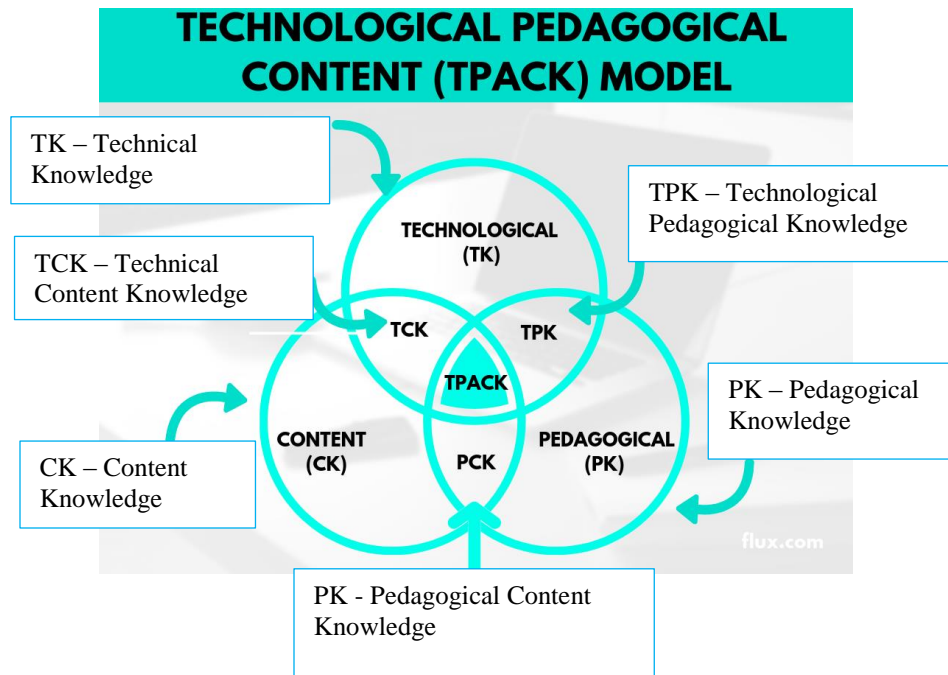 TECHNOLOGICAL PEDAGOGICAL
CONTENT (TPACK) MODEL
TK – Technical
Knowledge
TPK – Technological
Pedagogical Knowledge
TECHNOLOGICAL
(TK)
TCK – Technical
Content Knowledge
TCK
TPK
TPACK
PK – Pedagogical
Knowledge
CONTENT
(CK)
PEDAGOGICAL
(PK)
PCK
CK – Content
Knowledge
flux.com
PK - Pedagogical Content
Knowledge